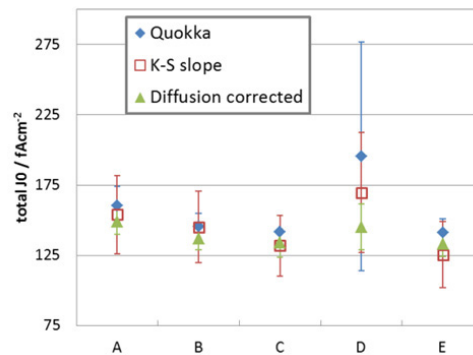 275
225
175
125
75
total J0 / fAcm⁻²
Quokka
K-S slope
Diffusion corrected
A B C D E